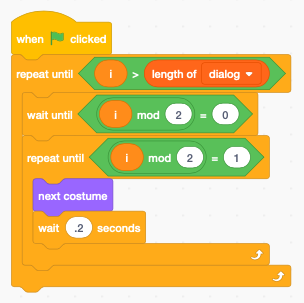 when clicked
repeat until i > length of dialog
wait until i mod 2 = 0
repeat until i mod 2 = 1
next costume
wait .2 seconds